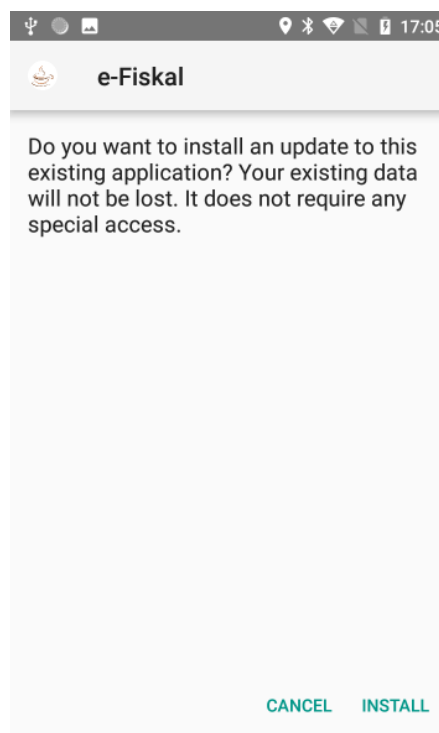 17:05
e-Fiskal
Do you want to install an update to this
existing application? Your existing data
will not be lost. It does not require any
special access.
CANCEL INSTALL